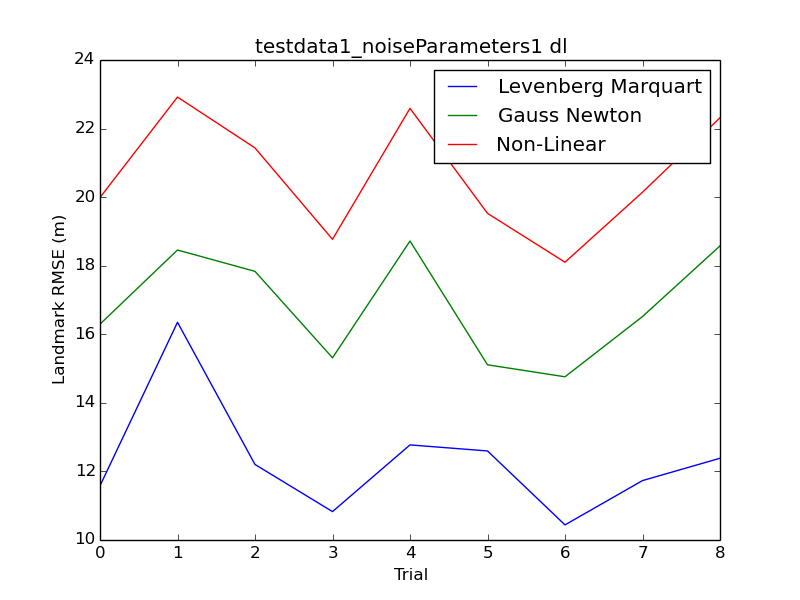 testdata1_noiseParameters1 dl
Levenberg Marquart
Gauss Newton
Non-Linear
Landmark RMSE (m)
24
22
20
18
16
14
12
10
0 1 2 3 4 5 6 7 8
Trial